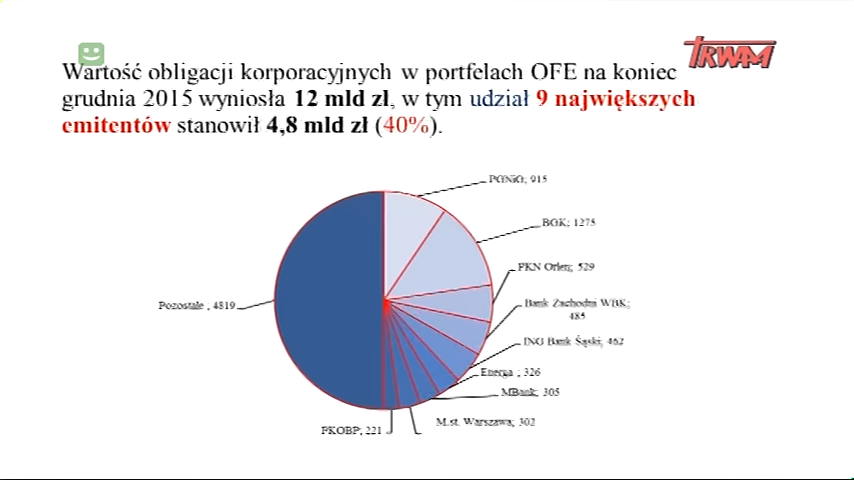 TRWAM
Wartość obligacji korporacyjnych w portfelach OFE na koniec
grudnia 2015 wyniosła 12 mld zł, w tym udział 9 największych
emitentów stanowił 4,8 mld zł (40%).
PGNiG; 915
BGK; 1275
PKN Orlen; 529
Bank Zachodni WBK;
485
ING Bank Śąski; 462
Energa ; 326
MBank; 305
M.st. Warszawa; 302
PKOBP; 221
Pozostałe ; 4819